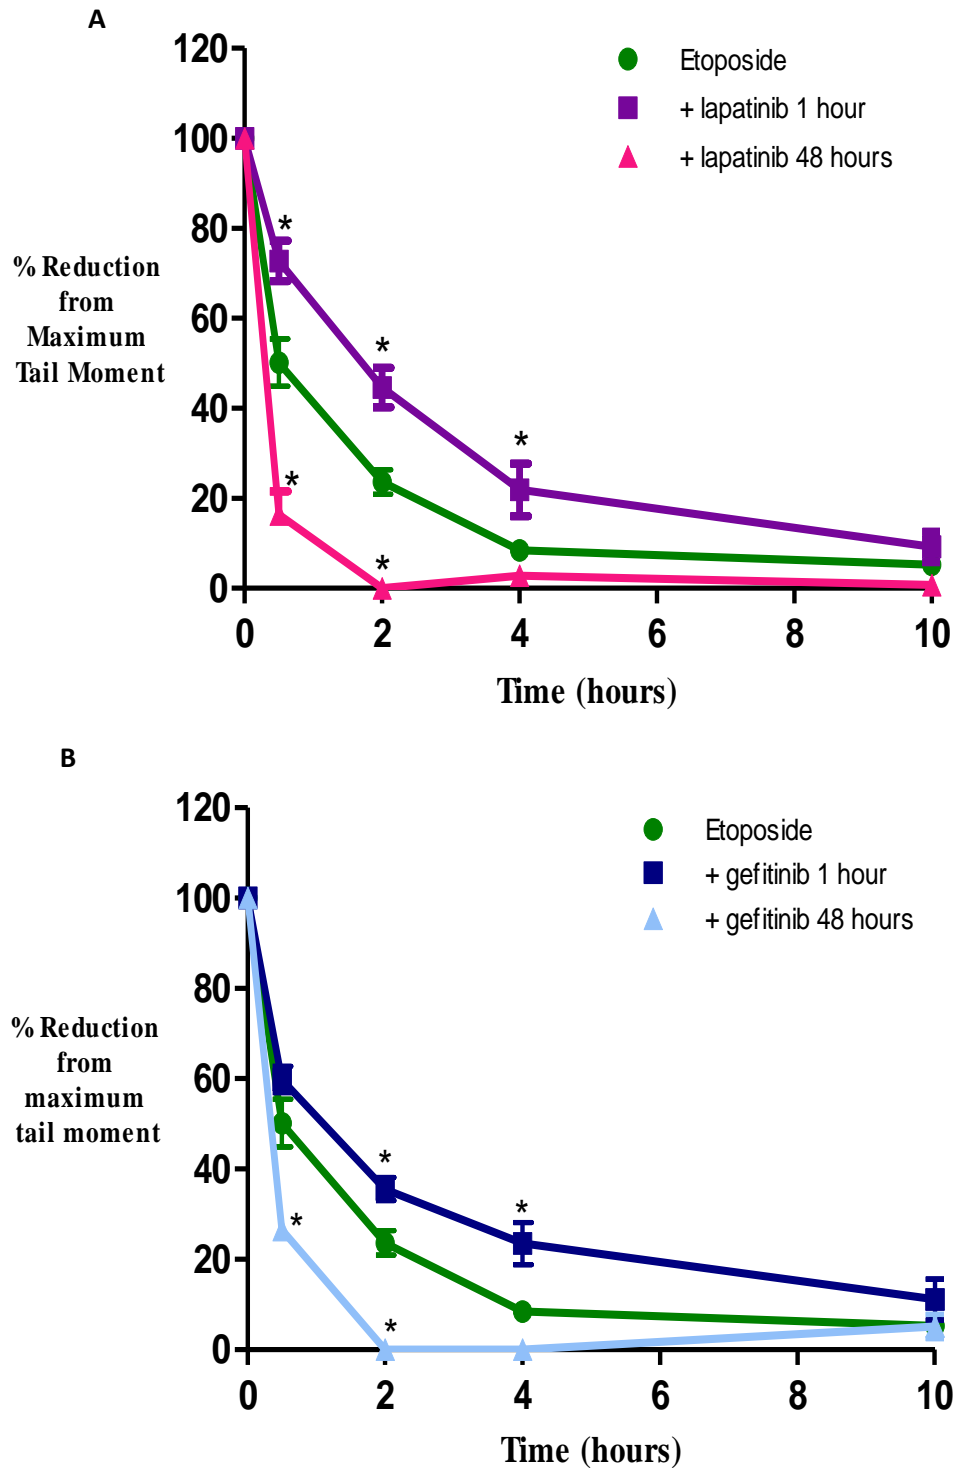 A
120
100
80
60
40
20
0
% Reduction
from
Maximum
Tail Moment
Etoposide
+ lapatinib 1 hour
+ lapatinib 48 hours
*
*
*
*
*
0 2 4 6 8 10
Time (hours)
B
120
100
80
60
40
20
0
% Reduction
from
maximum
tail moment
Etoposide
+ gefitinib 1 hour
+ gefitinib 48 hours
*
*
*
*
0 2 4 6 8 10
Time (hours)